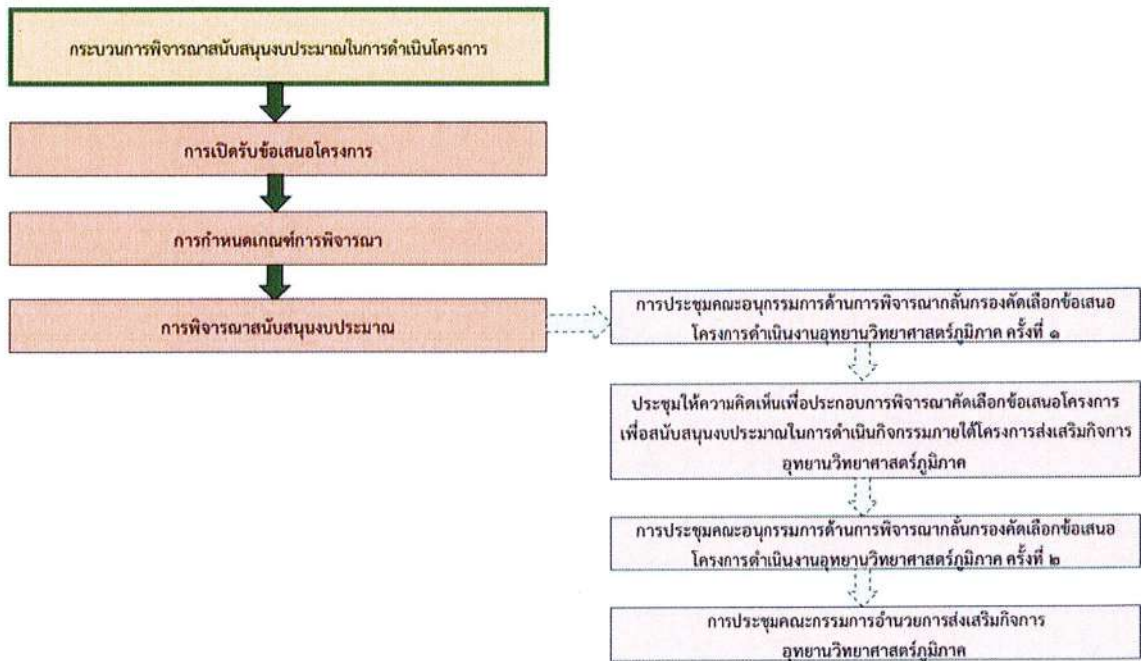 กระบวนการพิจารณาสนับสนุนงบประมาณในการดำเนินโครงการ
การเปิดรับข้อเสนอโครงการ
การกำหนดเกณฑ์การพิจารณา
การพิจารณาสนับสนุนงบประมาณ
การประชุมคณะอนุกรรมการด้านการพิจารณากลั่นกรองคัดเลือกข้อเสนอ
โครงการดำเนินงานอุทยานวิทยาศาสตร์ภูมิภาค ครั้งที่ ๑
ประชุมให้ความคิดเห็นเพื่อประกอบการพิจารณาคัดเลือกข้อเสนอโครงการ
เพื่อสนับสนุนงบประมาณในการดำเนินกิจกรรมภายใต้โครงการส่งเสริมกิจการ
อุทยานวิทยาศาสตร์ภูมิภาค
การประชุมคณะอนุกรรมการด้านการพิจารณากลั่นกรองคัดเลือกข้อเสนอ
โครงการดำเนินงานอุทยานวิทยาศาสตร์ภูมิภาค ครั้งที่ ๒
การประชุมคณะกรรมการอำนวยการส่งเสริมกิจการ
อุทยานวิทยาศาสตร์ภูมิภาค